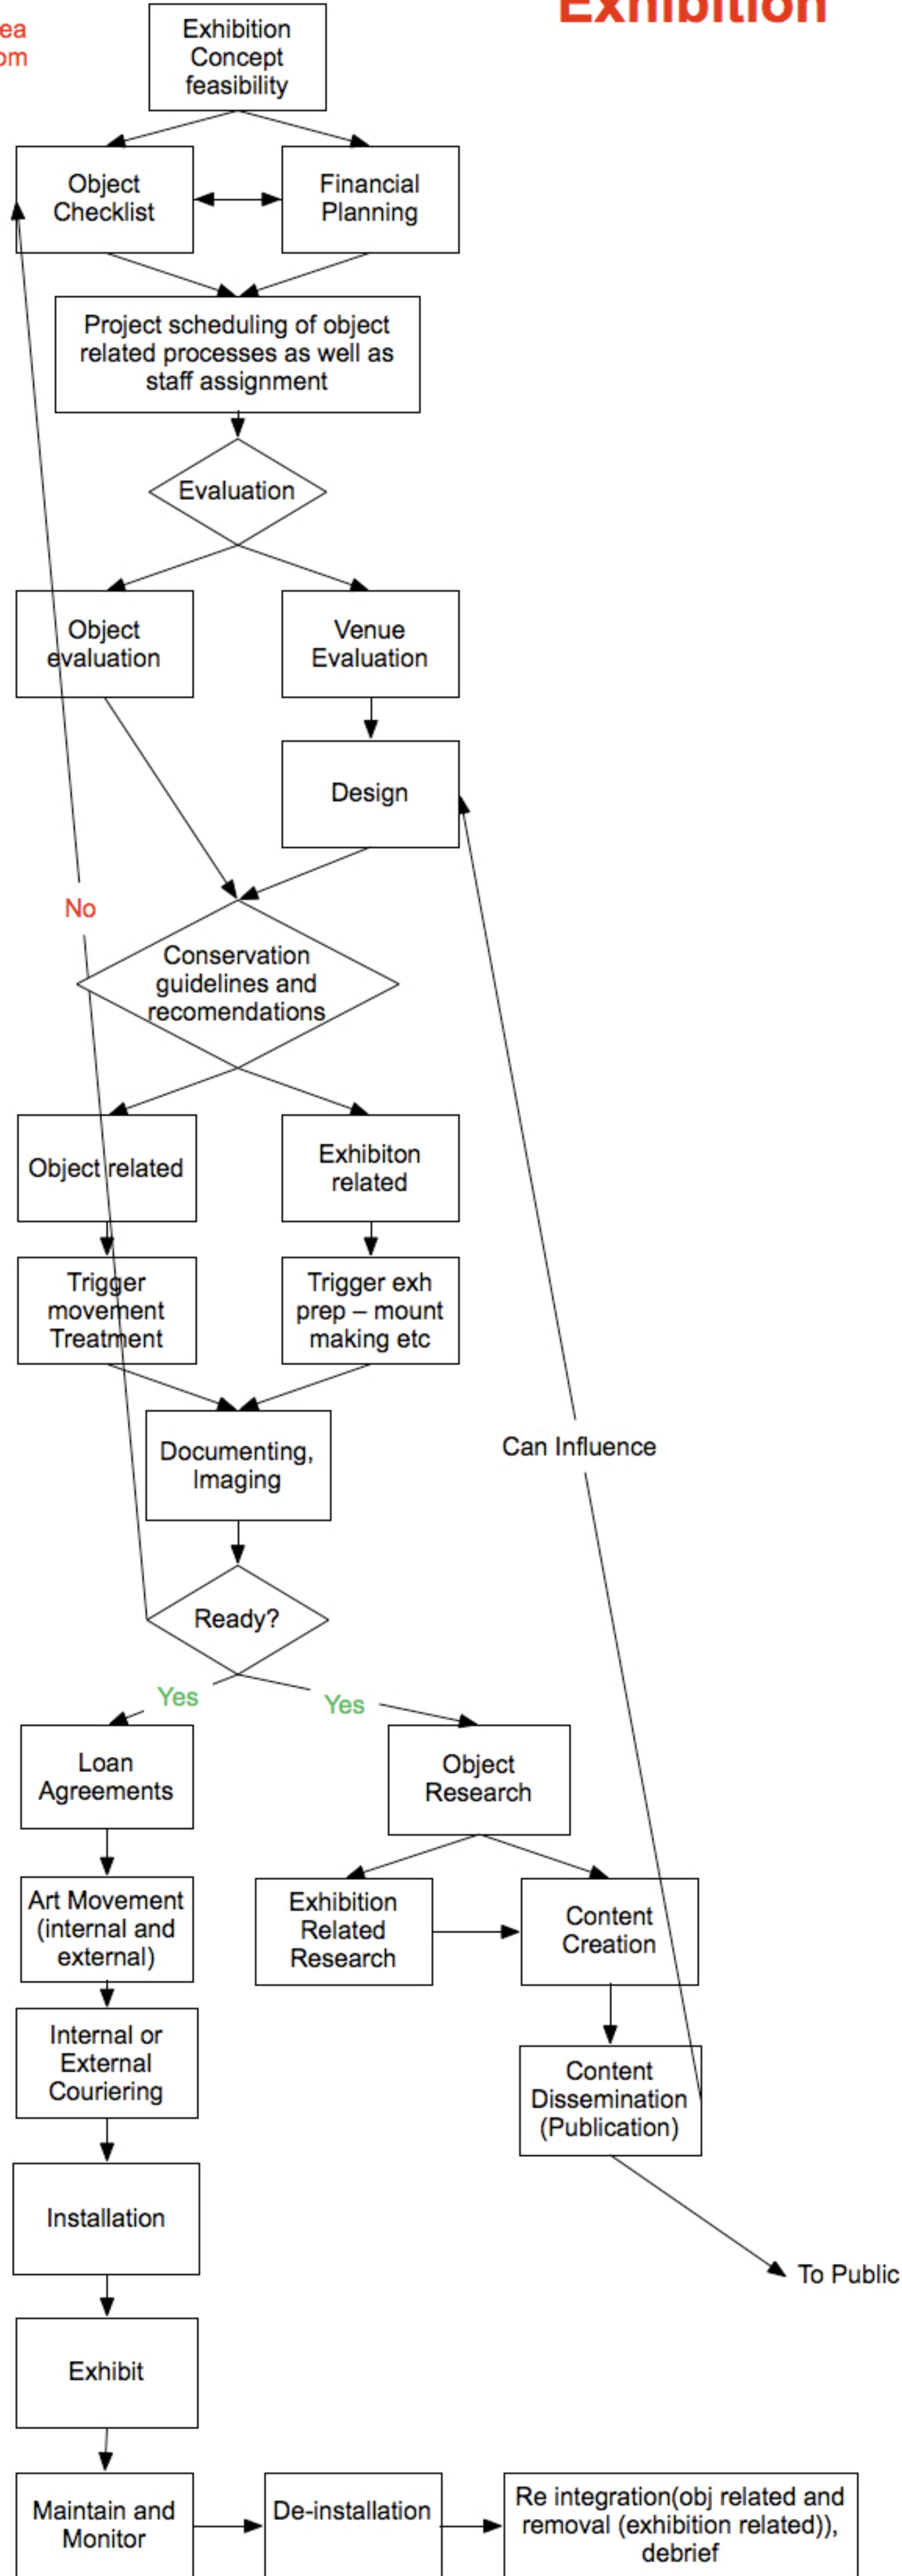 Exhibition
ea
om
Exhibition
Concept
feasibility
Object
Checklist
Financial
Planning
Project scheduling of object
related processes as well as
staff assignment
Evaluation
Object
evaluation
Venue
Evaluation
Design
No
Conservation
guidelines and
recomendations
Object related
Exhibiton
related
Trigger
movement
Treatment
Trigger exh
prep – mount
making etc
Documenting,
Imaging
Can Influence
Ready?
Yes
Yes
Loan
Agreements
Object
Research
Art Movement
(internal and
external)
Exhibition
Related
Research
Content
Creation
Internal or
External
Couriering
Content
Dissemination
(Publication)
Installation
To Public
Exhibit
Maintain and
Monitor
De-installation
Re integration(obj related and
removal (exhibition related)),
debrief